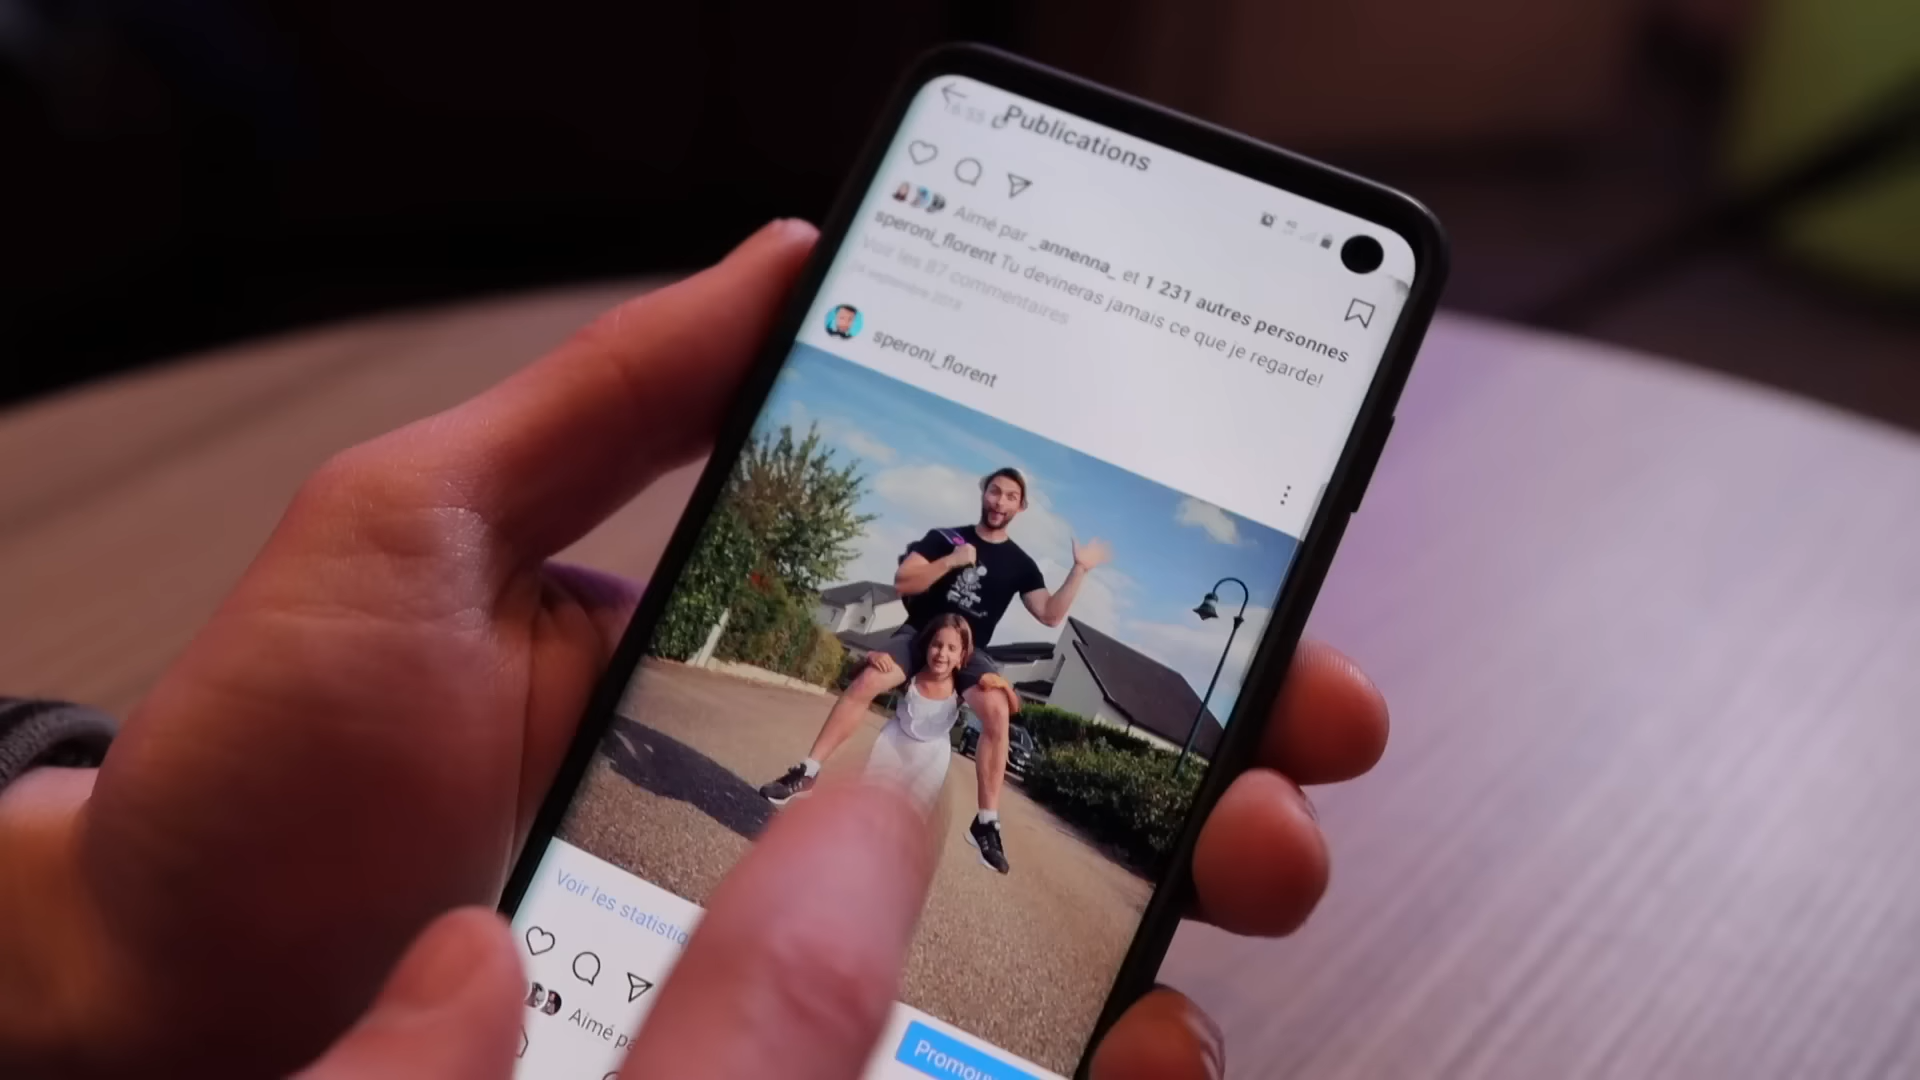 Publications
Aimé par _annenna_ et 1 231 autres personnes
speroni_florent Tu devineras jamais ce que je regarde!
Voir les 87 commentaires
speroni_florent
Voir les statistiq
Aimé pa
Promouv